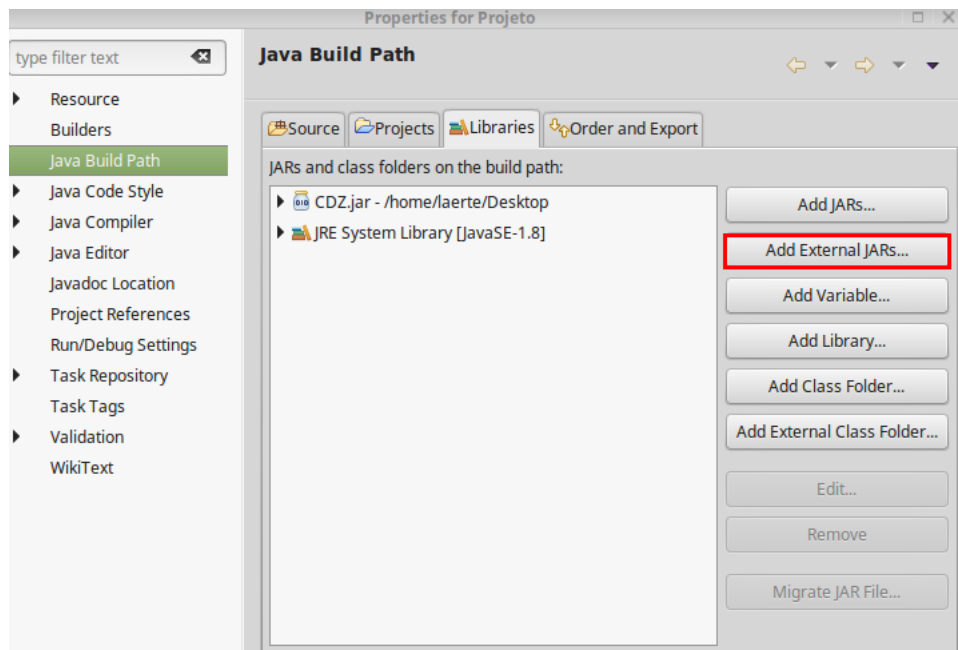 Properties for Projeto
type filter text
Resource
Builders
Java Build Path
Java Code Style
Java Compiler
Java Editor
Javadoc Location
Project References
Run/Debug Settings
Task Repository
Task Tags
Validation
WikiText
Java Build Path
Source
Projects
Libraries
Order and Export
JARs and class folders on the build path:
CDZ.jar - /home/laerte/Desktop
JRE System Library [JavaSE-1.8]
Add JARs...
Add External JARs...
Add Variable...
Add Library...
Add Class Folder...
Add External Class Folder...
Edit...
Remove
Migrate JAR File...